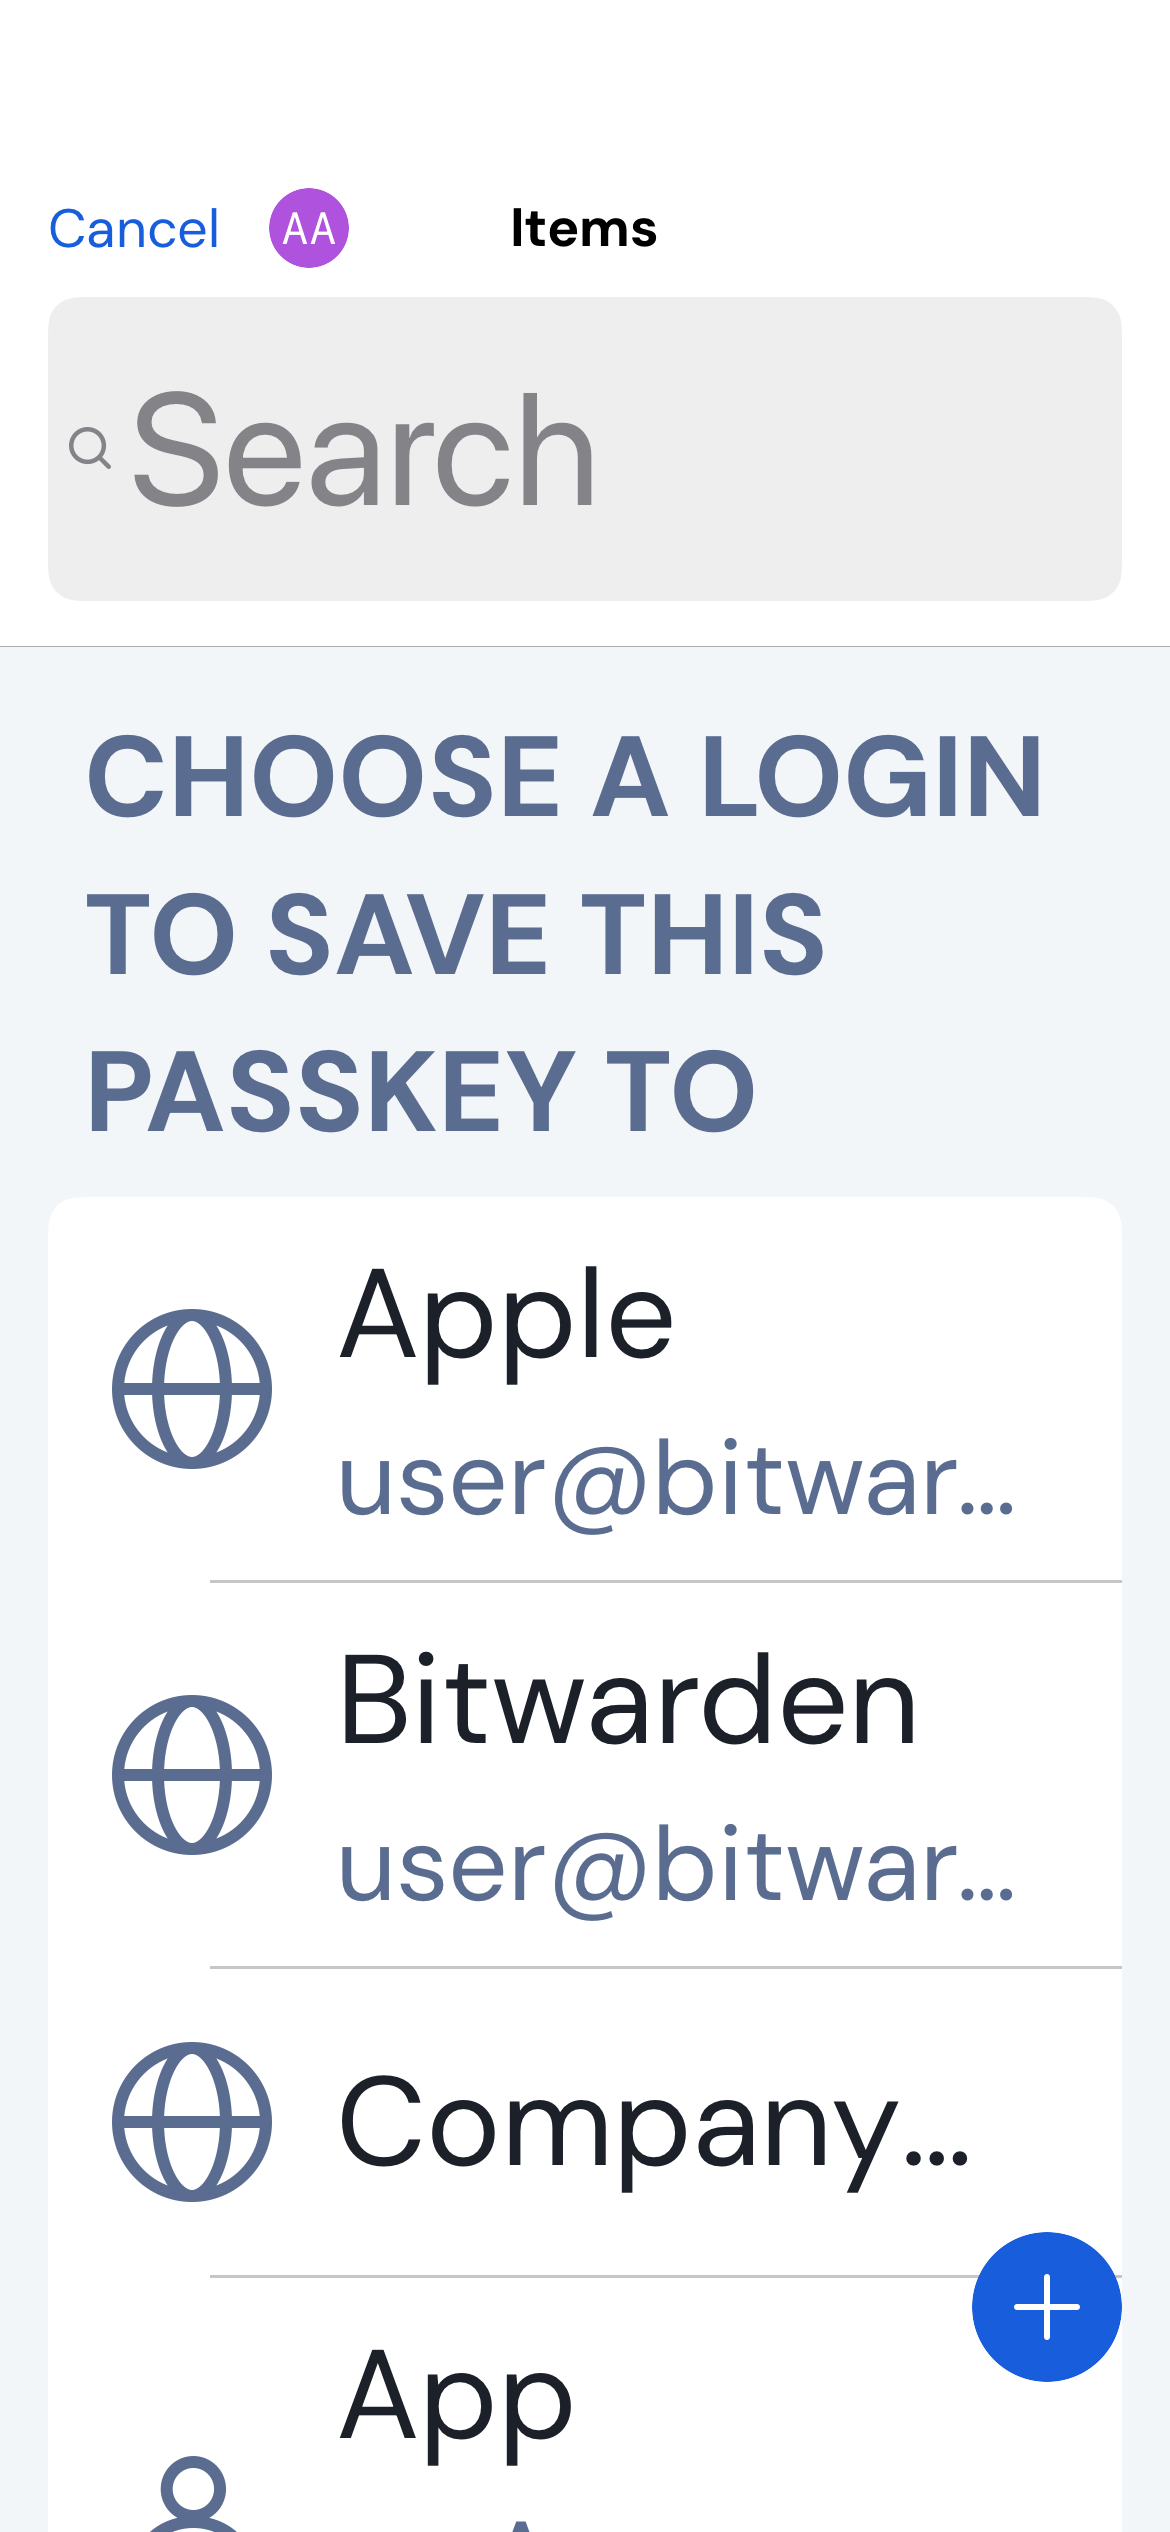 Cancel AA Items
Search
CHOOSE A LOGIN
TO SAVE THIS
PASSKEY TO
Apple
user@bitwar...
Bitwarden
user@bitwar...
Company...
App